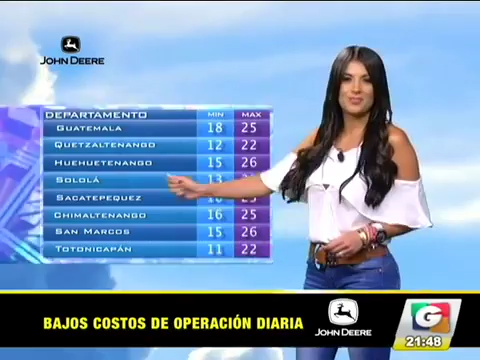 JOHN DEERE
DEPARTAMENTO MIN MAX
GUATEMALA 18 25
QUETZALTENANGO 12 22
HUEHUETENANGO 15 26
SOLOLÁ 13
SACATEPEQUEZ
CHIMALTENANGO 16 25
SAN MARCOS 15 26
TOTONICAPÁN 11 22
BAJOS COSTOS DE OPERACIÓN DIARIA
JOHN DEERE
G
21:48